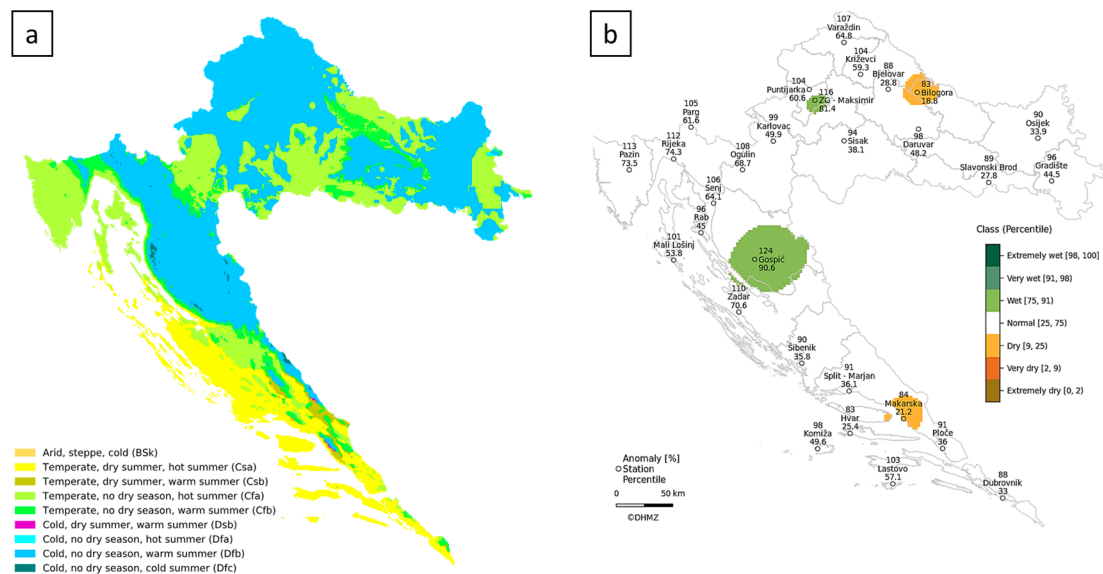 a
Arid, steppe, cold (BSk)
Temperate, dry summer, hot summer (Csa)
Temperate, dry summer, warm summer (Csb)
Temperate, no dry season, hot summer (Cfa)
Temperate, no dry season, warm summer (Cfb)
Cold, dry summer, warm summer (Dsb)
Cold, no dry season, hot summer (Dfa)
Cold, no dry season, warm summer (Dfb)
Cold, no dry season, cold summer (Dfc)
b
107
Varaždin
64.8
104
Križevci
59.3
88
Bjelovar
28.8
83
Bilogora
18.8
104
Puntijarka
60.6
116
ZG - Maksimir
81.4
105
Parg
61.6
99
Karlovac
49.9
94
Sisak
38.1
98
Daruvar
48.2
90
Osijek
33.9
89
Slavonski Brod
27.8
96
Gradište
44.5
113
Pazin
73.5
112
Rijeka
74.3
108
Ogulin
68.7
106
Senj
64.1
96
Rab
45
101
Mali Lošinj
53.8
124
Gospić
90.6
110
Zadar
70.6
90
Šibenik
35.8
91
Split - Marjan
36.1
84
Makarska
21.2
83
Hvar
25.4
98
Komiža
49.6
91
Ploče
36
103
Lastovo
57.1
88
Dubrovnik
33
Class (Percentile)
Extremely wet [98, 100]
Very wet [91, 98)
Wet [75, 91)
Normal [25, 75)
Dry [9, 25)
Very dry [2, 9)
Extremely dry [0, 2)
Anomaly [%]
Station
Percentile
0 50 km
©DHMZ